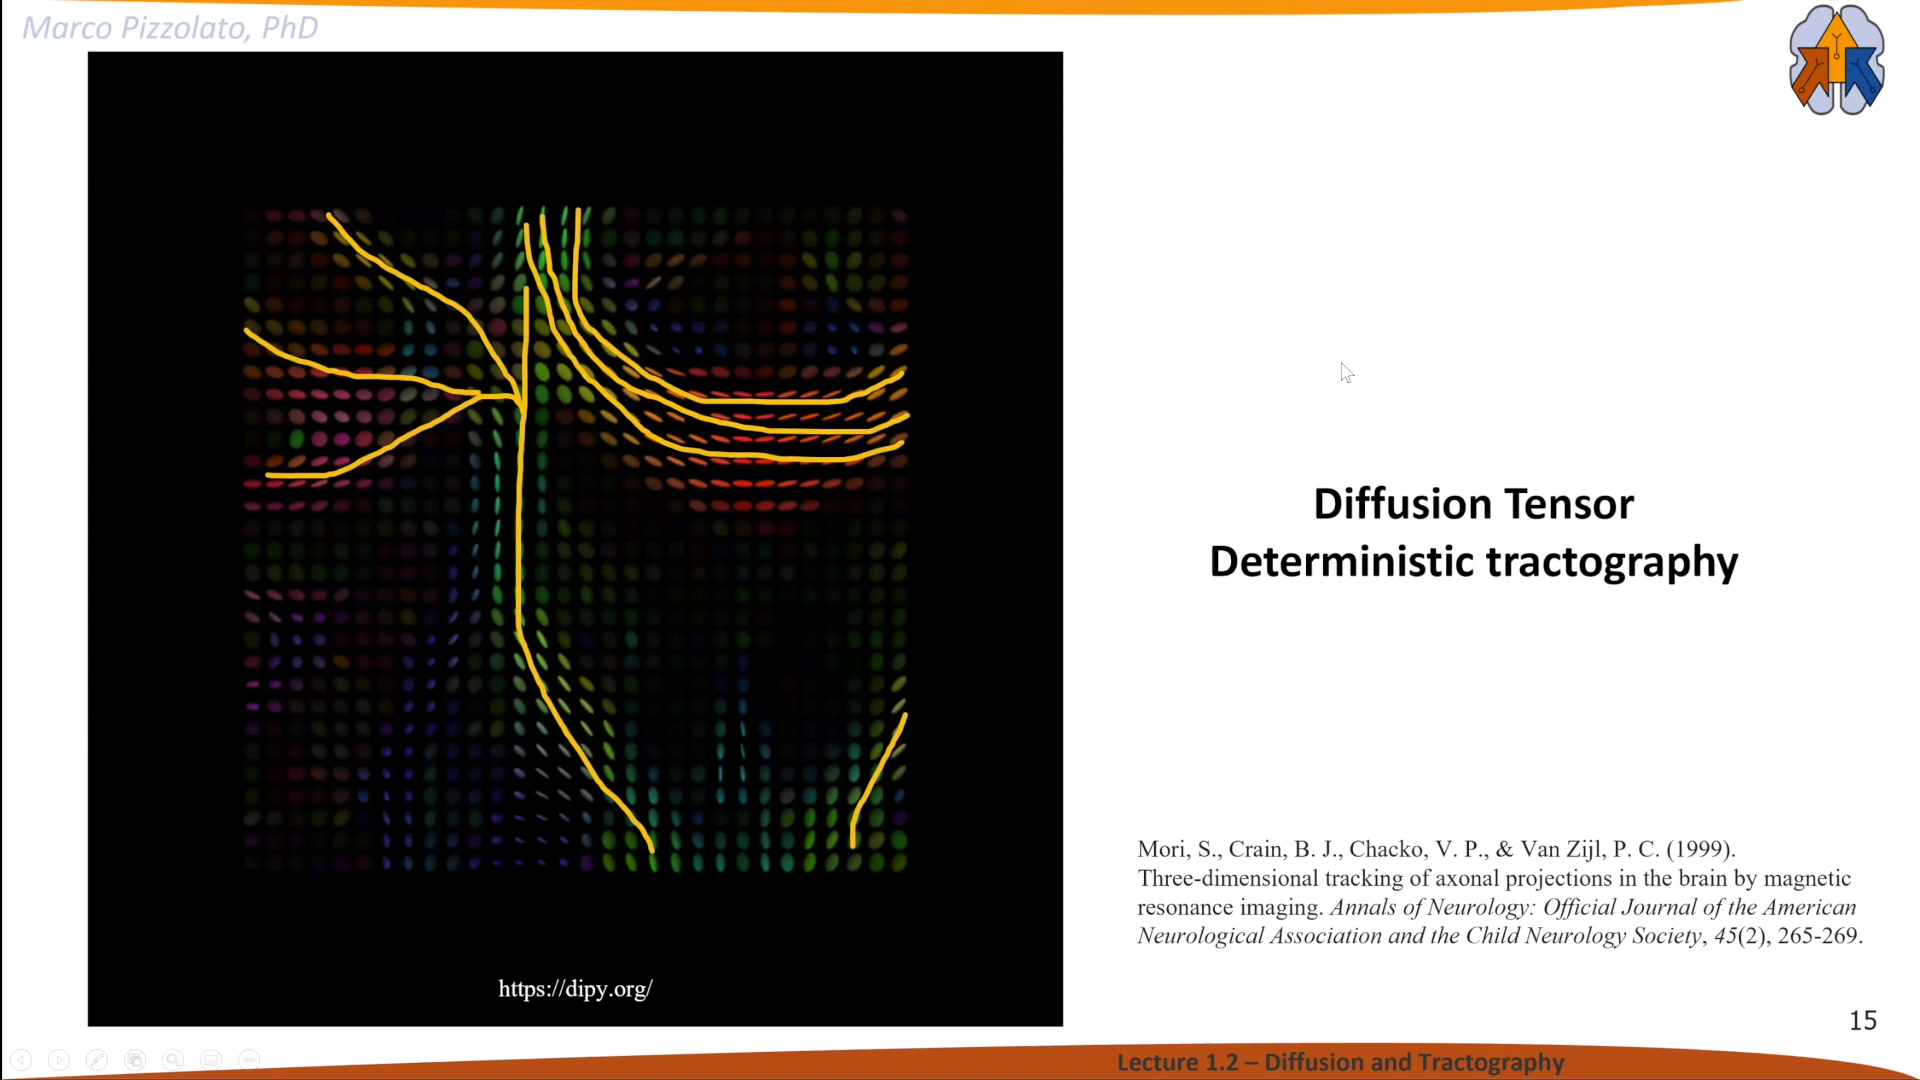 Marco Pizzolato, PhD
Diffusion Tensor
Deterministic tractography
Mori, S., Crain, B. J., Chacko, V. P., & Van Zijl, P. C. (1999).
Three-dimensional tracking of axonal projections in the brain by magnetic
resonance imaging. Annals of Neurology: Official Journal of the American
Neurological Association and the Child Neurology Society, 45(2), 265-269.
https://dipy.org/
15
Lecture 1.2 – Diffusion and Tractography